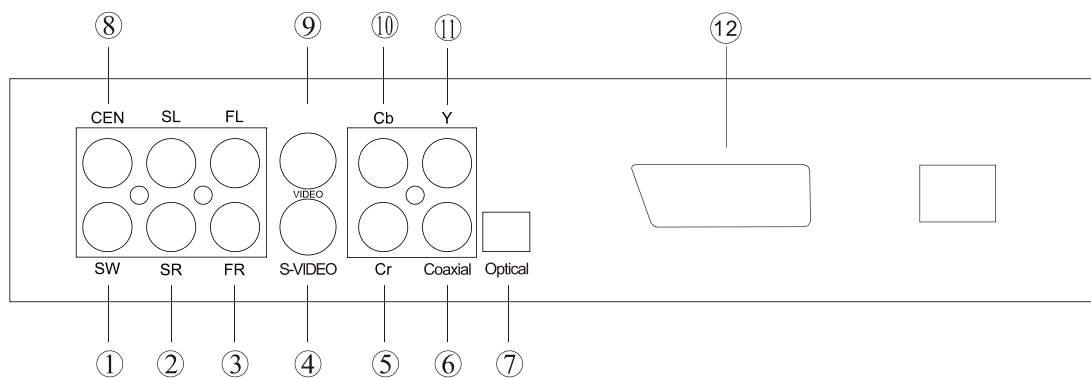 ⑧ ⑨ ⑩ ⑪ ⑫
CEN SL FL Cb Y
VIDEO
SW SR FR S-VIDEO Cr Coaxial Optical
① ② ③ ④ ⑤ ⑥ ⑦